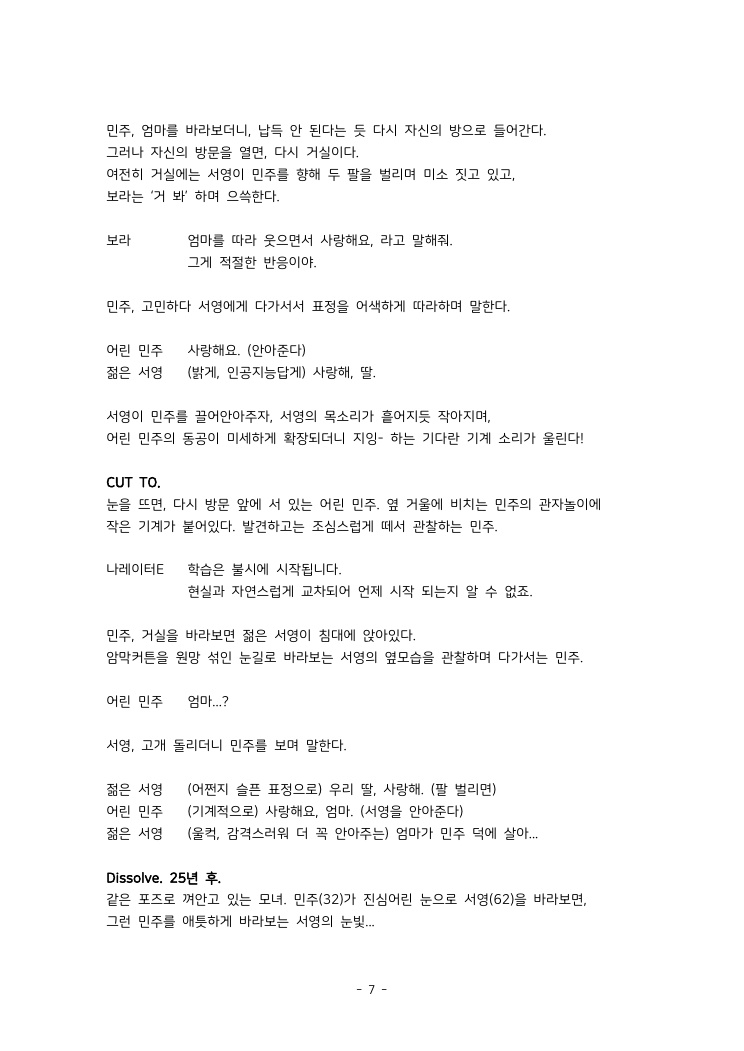 민주, 엄마를 바라보더니, 납득 안 된다는 듯 다시 자신의 방으로 들어간다.
그러나 자신의 방문을 열면, 다시 거실이다.
여전히 거실에는 서영이 민주를 향해 두 팔을 벌리며 미소 짓고 있고,
보라는 '거 봐' 하며 으쓱한다.
보라 엄마를 따라 웃으면서 사랑해요, 라고 말해줘.
그게 적절한 반응이야.
민주, 고민하다 서영에게 다가서서 표정을 어색하게 따라하며 말한다.
어린 민주 사랑해요. (안아준다)
젊은 서영 (밝게, 인공지능답게) 사랑해, 딸.
서영이 민주를 끌어안아주자, 서영의 목소리가 흩어지듯 작아지며,
어린 민주의 동공이 미세하게 확장되더니 지잉- 하는 기다란 기계 소리가 울린다!
CUT TO.
눈을 뜨면, 다시 방문 앞에 서 있는 어린 민주. 옆 거울에 비치는 민주의 관자놀이에
작은 기계가 붙어있다. 발견하고는 조심스럽게 떼서 관찰하는 민주.
나레이터E 학습은 불시에 시작됩니다.
현실과 자연스럽게 교차되어 언제 시작 되는지 알 수 없죠.
민주, 거실을 바라보면 젊은 서영이 침대에 앉아있다.
암막커튼을 원망 섞인 눈길로 바라보는 서영의 옆모습을 관찰하며 다가서는 민주.
어린 민주 엄마...?
서영, 고개 돌리더니 민주를 보며 말한다.
젊은 서영 (어쩐지 슬픈 표정으로) 우리 딸, 사랑해. (팔 벌리면)
어린 민주 (기계적으로) 사랑해요, 엄마. (서영을 안아준다)
젊은 서영 (울컥, 감격스러워 더 꼭 안아주는) 엄마가 민주 덕에 살아...
Dissolve. 25년 후.
같은 포즈로 껴안고 있는 모녀. 민주(32)가 진심어린 눈으로 서영(62)을 바라보면,
그런 민주를 애틋하게 바라보는 서영의 눈빛...
- 7 -